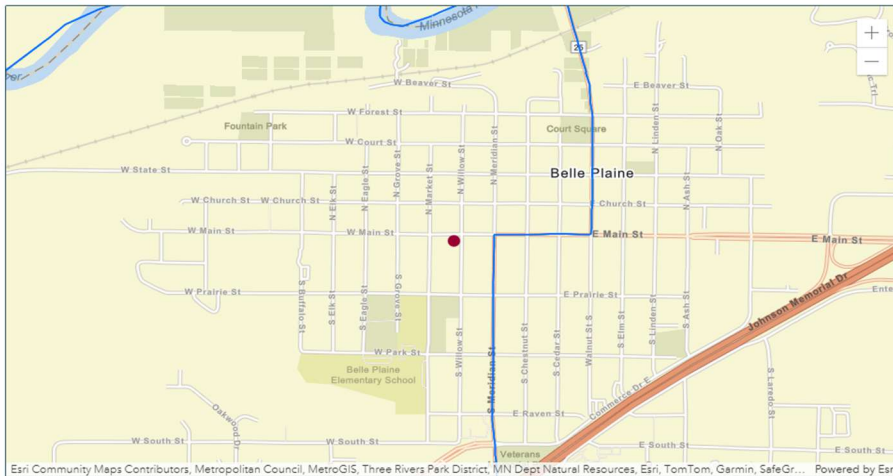 Minnesota
25
+
−
W Beaver St
E Beaver St
W Forest St
Fountain Park
Court Square
N Linden St
N Oak St
W Court St
W State St
Belle Plaine
N Elk St
N Eagle St
N Grove St
N Market St
N Willow St
N Meridian St
N Ash St
W Church St
W Church St
Church St
W Main St
W Main St
E Main St
E Main St
Johnson Memorial Dr
Ente
W Prairie St
E Prairie St
S Buffalo St
S Elk St
S Eagle St
S Grove St
S Willow St
S Meridian St
S Chestnut St
S Cedar St
Walnut St S
S Elm St
S Linden St
S Ash St
W Park St
Belle Plaine
Elementary School
Commerce Dr E
S Laredo St
Oakwood Dr
E Raven St
W South St
W South St
Veterans
E South St
E South St
Esri Community Maps Contributors, Metropolitan Council, MetroGIS, Three Rivers Park District, MN Dept Natural Resources, Esri, TomTom, Garmin, SafeGr... Powered by Esri